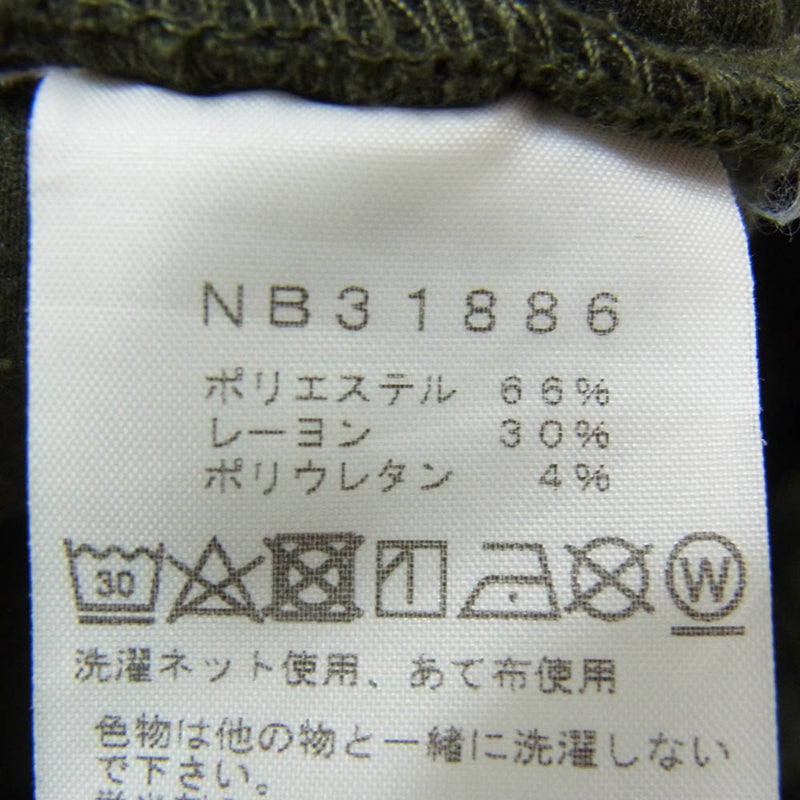 NB31886
ポリエステル 66%
レーヨン 30%
ポリウレタン 4%
30 W
洗濯ネット使用、あて布使用
色物は他の物と一緒に洗濯しない
で下さい。